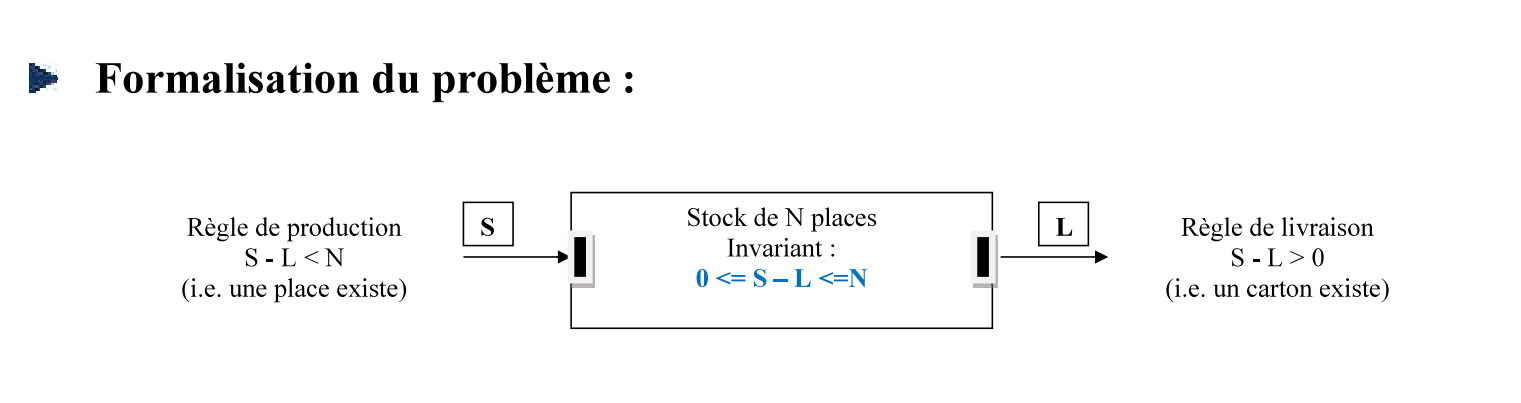 Formalisation du problème :
Règle de production
S - L < N
(i.e. une place existe)
S
Stock de N places
Invariant :
0 <= S – L <=N
L
Règle de livraison
S - L > 0
(i.e. un carton existe)